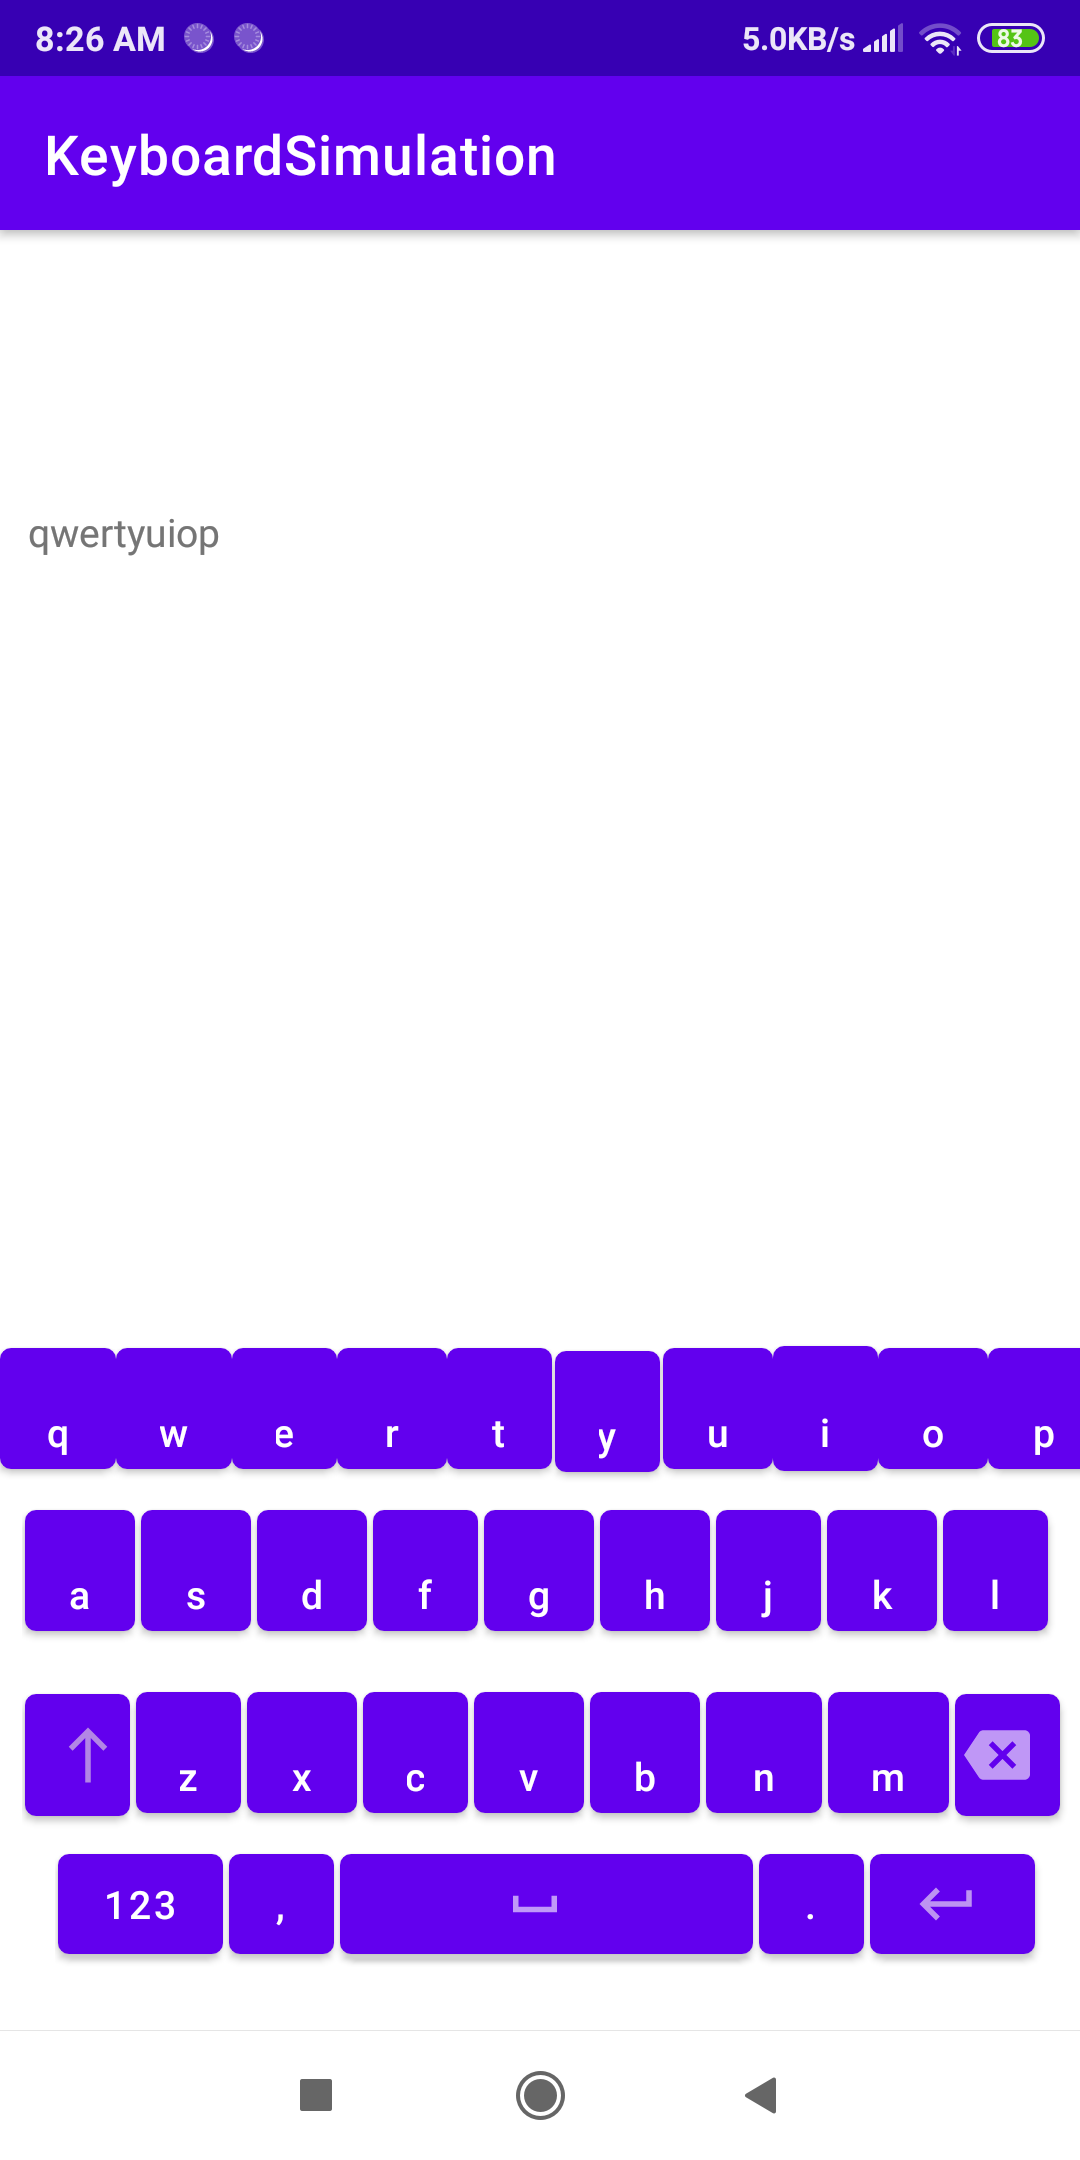 8:26 AM 5.0KB/s 83
KeyboardSimulation
qwertyuiop
q w e r t y u i o p
a s d f g h j k l
z x c v b n m
123 , .